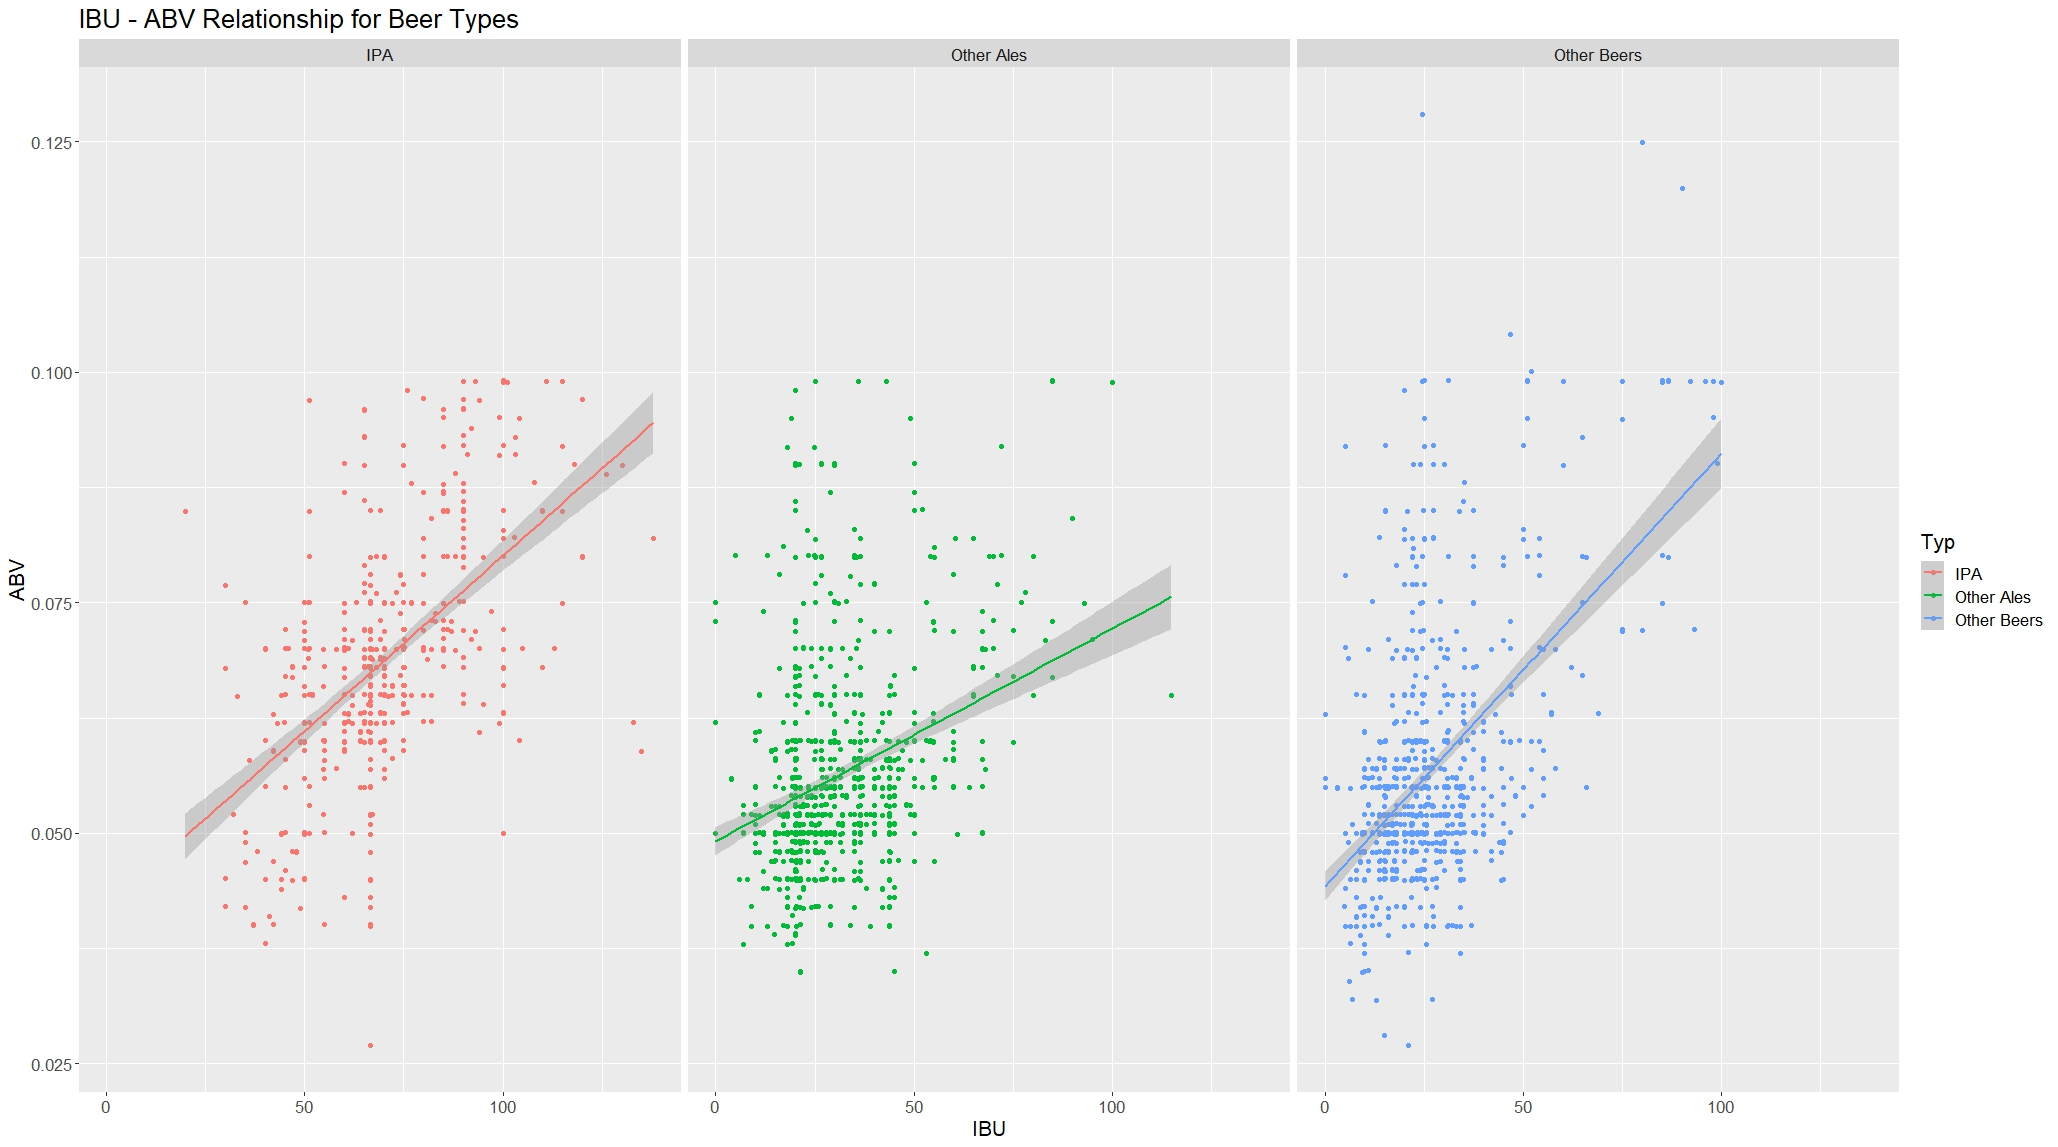 IBU - ABV Relationship for Beer Types
IPA
Other Ales
Other Beers
0.125
0.100
0.075
0.050
0.025
ABV
0
50
100
0
50
100
0
50
100
IBU
Typ
IPA
Other Ales
Other Beers